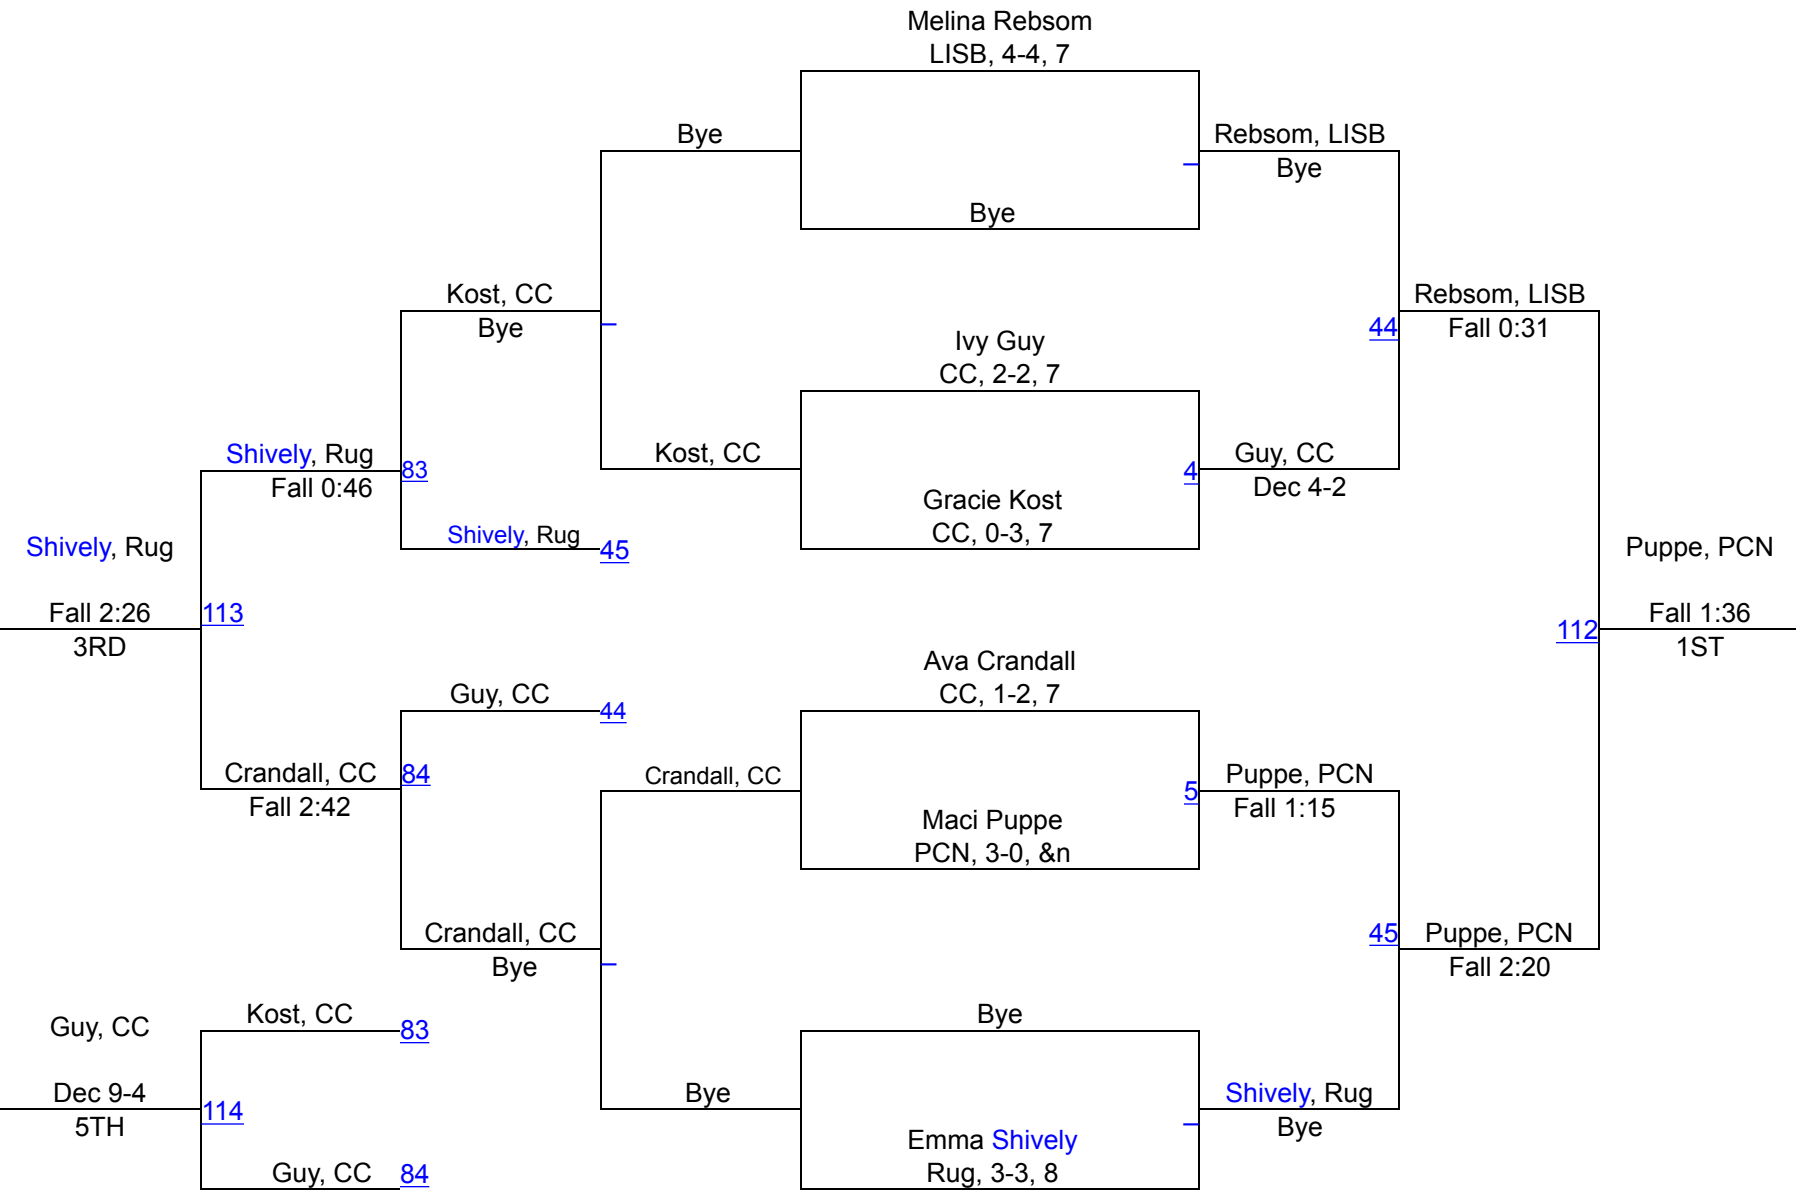 Melina Rebsom
LISB, 4-4, 7
Bye
Rebsom, LISB
Bye
Bye
Kost, CC
Bye
Rebsom, LISB
44
Fall 0:31
Ivy Guy
CC, 2-2, 7
Shively, Rug
83
Fall 0:46
Kost, CC
4
Guy, CC
Dec 4-2
Gracie Kost
CC, 0-3, 7
Shively, Rug
45
Shively, Rug
Puppe, PCN
Fall 2:26
113
3RD
112
Fall 1:36
1ST
Ava Crandall
CC, 1-2, 7
Guy, CC
44
Crandall, CC
84
Fall 2:42
Crandall, CC
5
Puppe, PCN
Fall 1:15
Maci Puppe
PCN, 3-0, &n
Crandall, CC
Bye
45
Puppe, PCN
Fall 2:20
Guy, CC
Kost, CC
83
Bye
Dec 9-4
114
5TH
Bye
Shively, Rug
Bye
Emma Shively
Rug, 3-3, 8
Guy, CC
84